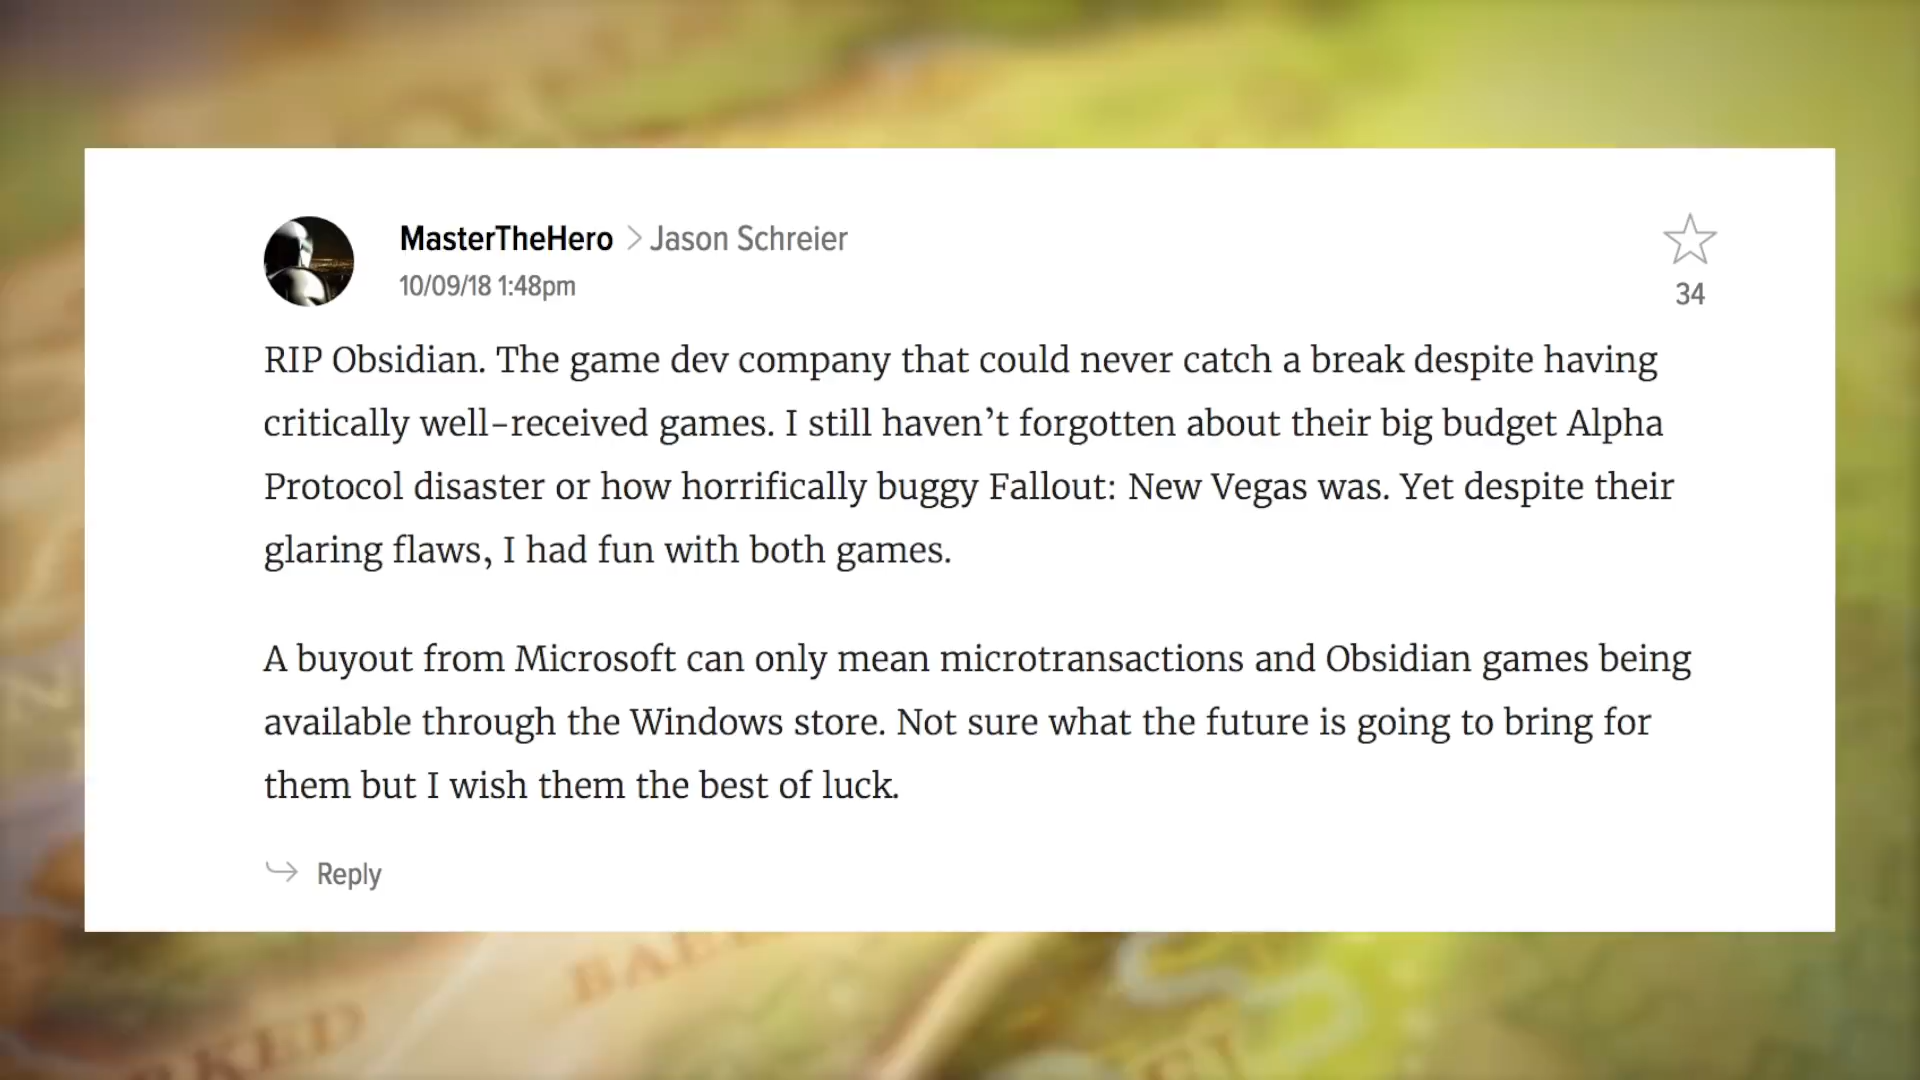 MasterTheHero > Jason Schreier
10/09/18 1:48pm
34
RIP Obsidian. The game dev company that could never catch a break despite having
critically well-received games. I still haven’t forgotten about their big budget Alpha
Protocol disaster or how horrifically buggy Fallout: New Vegas was. Yet despite their
glaring flaws, I had fun with both games.
A buyout from Microsoft can only mean microtransactions and Obsidian games being
available through the Windows store. Not sure what the future is going to bring for
them but I wish them the best of luck.
Reply